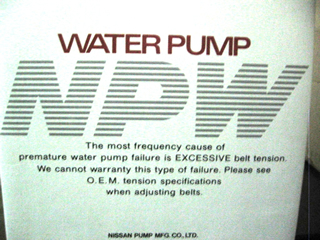 WATER PUMP
NPW
The most frequency cause of
premature water pump failure is EXCESSIVE belt tension.
We cannot warranty this type of failure. Please see
O.E.M. tension specifications
when adjusting belts.
NISSAN PUMP MFG. CO., LTD.